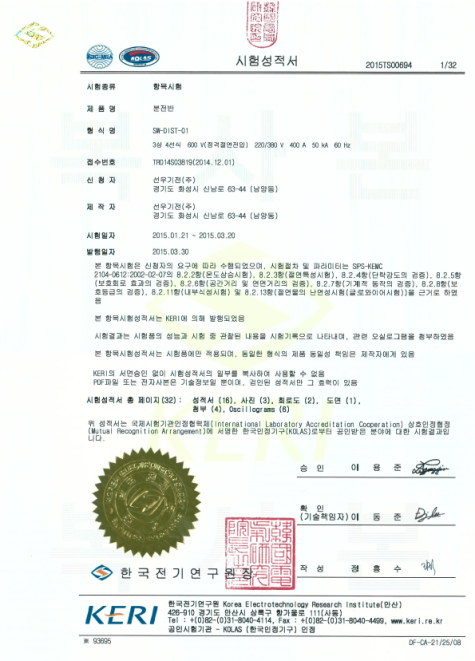 시험성적서
2015TS00694 1/32
KOLAS
시험종류 항목시험
제 품 명 분전반
형 식 명 SW-DIST-01
3상 4선식 600 V(정격절연전압) 220/380 V 400 A 50 kA 60 Hz
접수번호 TR014S03819(2014.12.01)
신 청 자 선우기전(주)
경기도 화성시 신남로 63-44 (남양동)
제 작 자 선우기전(주)
경기도 화성시 신남로 63-44 (남양동)
시험일자 2015.01.21 - 2015.03.20
발행일자 2015.03.30
본 항목시험은 신청자의 요구에 따라 수행되었으며, 시험절차 및 파라미터는 SPS-KEMC
2104-0612:2002-02-07의 8.2.2항(온도상승시험), 8.2.3항(절연특성시험), 8.2.4항(단락강도의 검증), 8.2.5항
(보호회로 효과의 검증), 8.2.6항(공간거리 및 연면거리의 검증), 8.2.7항(기계적 동작의 검증), 8.2.8항(보
호등급의 검증), 8.2.11항(내부식성시험) 및 8.2.13항(절연물의 난연성시험(글로와이어시험))을 근거로 하였
음
본 항목시험성적서는 KERI에 의해 발행되었음
시험결과는 시험품의 성능과 시험 중 관찰된 내용을 시험기록으로 나타내며, 관련 오실로그램을 첨부하였음
본 항목시험성적서는 시험품에만 적용되며, 동일한 형식의 제품 동일성 책임은 제작자에게 있음
KERI의 서면승인 없이 시험성적서의 일부를 복사하여 사용할 수 없음
PDF파일 또는 전자사본은 기술정보일 뿐이며, 검인된 성적서만 그 효력이 있음
시험성적서 총 페이지(32) : 성적서 (16), 사진 (3), 회로도 (2), 도면 (1),
첨부 (4), Oscillograms (6)
위 성적서는 국제시험기관인정협력체(International Laboratory Accreditation Cooperation) 상호인정협정
(Mutual Recognition Arrangement)에 서명한 한국인정기구(KOLAS)로부터 공인받은 분야에 대한 시험결과입
니다.
승 인 이 용 준
확 인
(기술책임자) 이 동 준
작 성 정 흥 수
한국전기연구원장
KERI
한국전기연구원 Korea Electrotechnology Research Institute(안산)
426-910 경기도 안산시 상록구 항가울로 111(사동)
Tel : +(0)82-(0)31-8040-4114, Fax : +(0)82-(0)31-8040-4499, www.keri.re.kr
공인시험기관 - KOLAS (한국인정기구) 인정
※ 93695 DF-CA-21/25/08